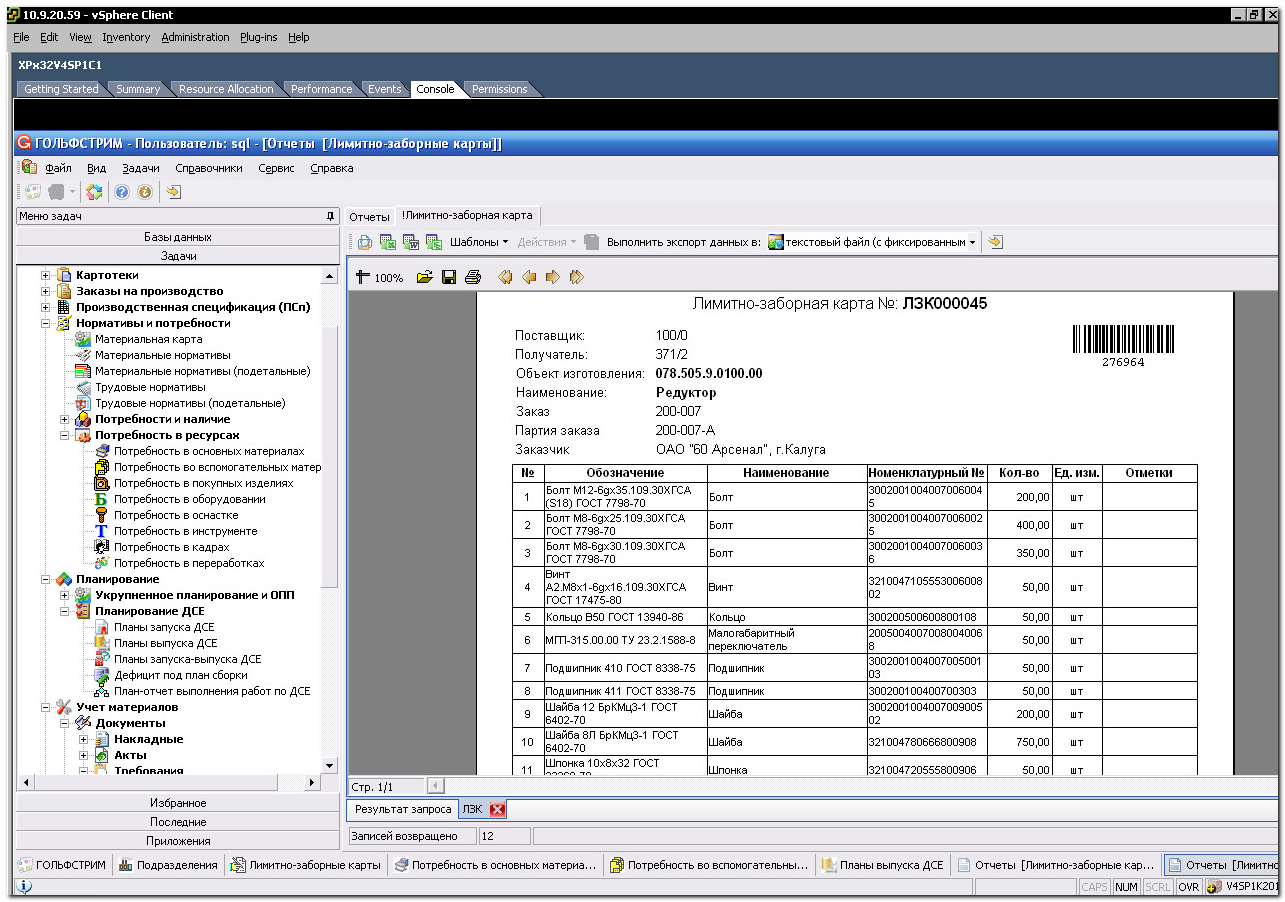 10.9.20.59 - vSphere Client
File Edit View Inventory Administration Plug-ins Help
XPx32V4SP1C1
Getting Started Summary Resource Allocation Performance Events Console Permissions
ГОЛЬФСТРИМ - Пользователь: sql - [Отчеты [Лимитно-заборные карты]]
Файл Вид Задачи Справочники Сервис Справка
Меню задач
Базы данных
Задачи
Картотеки
Заказы на производство
Производственная спецификация (ПСп)
Нормативы и потребности
Материальная карта
Материальные нормативы
Материальные нормативы (подетальные)
Трудовые нормативы
Трудовые нормативы (подетальные)
Потребности и наличие
Потребность в ресурсах
Потребность в основных материалах
Потребность во вспомогательных матер
Потребность в покупных изделиях
Потребность в оборудовании
Потребность в оснастке
Потребность в инструменте
Потребность в кадрах
Потребность в переработках
Планирование
Укрупненное планирование и ОПП
Планирование ДСЕ
Планы запуска ДСЕ
Планы выпуска ДСЕ
Планы запуска-выпуска ДСЕ
Дефицит под план сборки
План-отчет выполнения работ по ДСЕ
Учет материалов
Документы
Накладные
Акты
Требования
Избранное
Последние
Приложения
Отчеты !Лимитно-заборная карта
Шаблоны Действия Выполнить экспорт данных в: текстовый файл (с фиксированным
100%
Лимитно-заборная карта №: ЛЗК000045
Поставщик: 100/0
Получатель: 371/2
Объект изготовления: 078.505.9.0100.00
Наименование: Редуктор
Заказ 200-007
Партия заказа 200-007-А
Заказчик ОАО "60 Арсенал", г.Калуга
276964
№ Обозначение Наименование Номенклатурный № Кол-во Ед. изм. Отметки
1 Болт М12-6gх35.109.30ХГСА (S18) ГОСТ 7798-70 Болт 30020010040070060045 200,00 шт
2 Болт М8-6gх25.109.30ХГСА ГОСТ 7798-70 Болт 30020010040070060025 400,00 шт
3 Болт М8-6gх30.109.30ХГСА ГОСТ 7798-70 Болт 30020010040070060036 350,00 шт
4 Винт А2.М8х1-6gх16.109.30ХГСА ГОСТ 17475-80 Винт 321004710555300600802 50,00 шт
5 Кольцо В50 ГОСТ 13940-86 Кольцо 300200500600800108 50,00 шт
6 МГП-315.00.00 ТУ 23.2.1588-8 Малогабаритный переключатель 20050040070080040068 50,00 шт
7 Подшипник 410 ГОСТ 8338-75 Подшипник 300200100400700500103 50,00 шт
8 Подшипник 411 ГОСТ 8338-75 Подшипник 300200100400700303 50,00 шт
9 Шайба 12 БрКМц3-1 ГОСТ 6402-70 Шайба 300200100400700900502 200,00 шт
10 Шайба 8Л БрКМц3-1 ГОСТ 6402-70 Шайба 321004780666800908 750,00 шт
11 Шпонка 10х8х32 ГОСТ Шпонка 321004720555800906 50,00 шт
Стр. 1/1
Результат запроса ЛЗК
Записей возвращено 12
ГОЛЬФСТРИМ Подразделения Лимитно-заборные карты Потребность в основных материа... Потребность во вспомогательны... Планы выпуска ДСЕ Отчеты [Лимитно-заборные кар... Отчеты [Лимитно
CAPS NUM SCRL OVR V4SP1K201